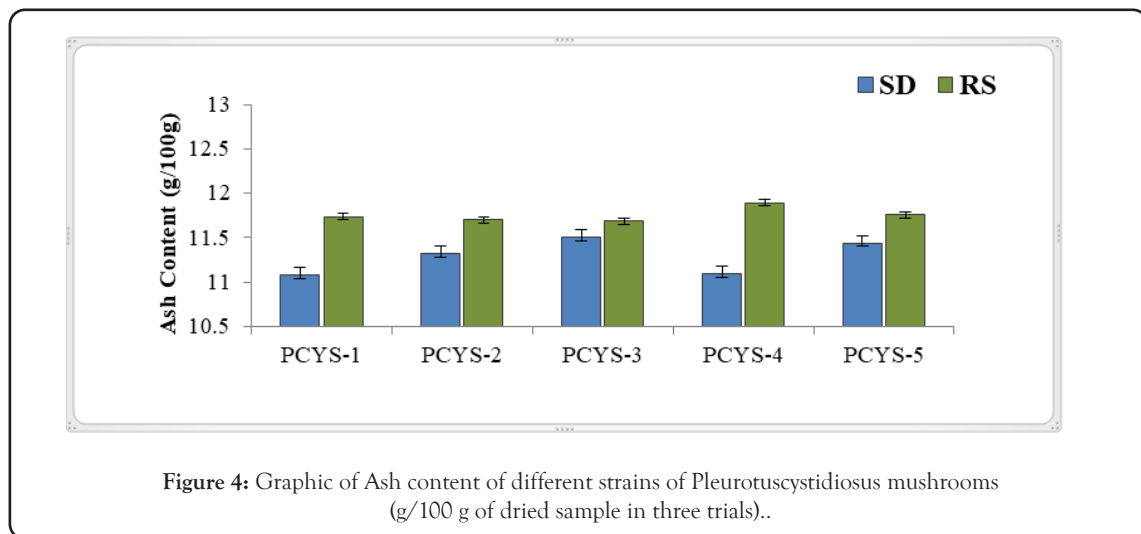 SD RS
Ash Content (g/100g)
13
12.5
12
11.5
11
10.5
PCYS-1 PCYS-2 PCYS-3 PCYS-4 PCYS-5
Figure 4: Graphic of Ash content of different strains of Pleurotuscystidiosus mushrooms
(g/100 g of dried sample in three trials)..